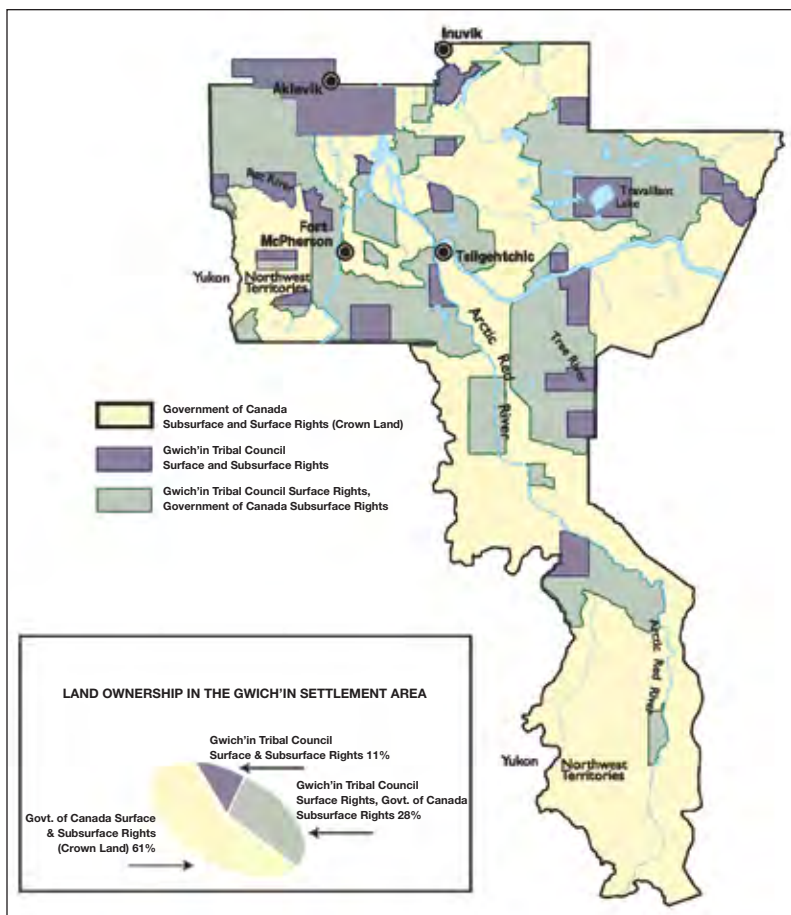 Inuvik
Aklavik
Rat River
Travaillant
Lake
Fort
McPherson
Tsiigehtchic
Yukon
Northwest
Territories
Arctic Red River
Tree River
Government of Canada
Subsurface and Surface Rights (Crown Land)
Gwich'in Tribal Council
Surface and Subsurface Rights
Gwich'in Tribal Council Surface Rights,
Government of Canada Subsurface Rights
Arctic Red River
Yukon
Northwest
Territories
LAND OWNERSHIP IN THE GWICH'IN SETTLEMENT AREA
Gwich'in Tribal Council
Surface & Subsurface Rights 11%
Gwich'in Tribal Council
Surface Rights, Govt. of Canada
Subsurface Rights 28%
Govt. of Canada Surface
& Subsurface Rights
(Crown Land) 61%